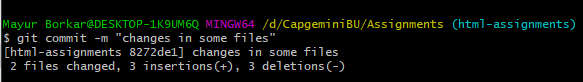 Mayur Borkar@DESKTOP-1K9UM6Q MINGW64 /d/CapgeminiBU/Assignments (html-assignments)
$ git commit -m "changes in some files"
[html-assignments 8272de1] changes in some files
 2 files changed, 3 insertions(+), 3 deletions(-)